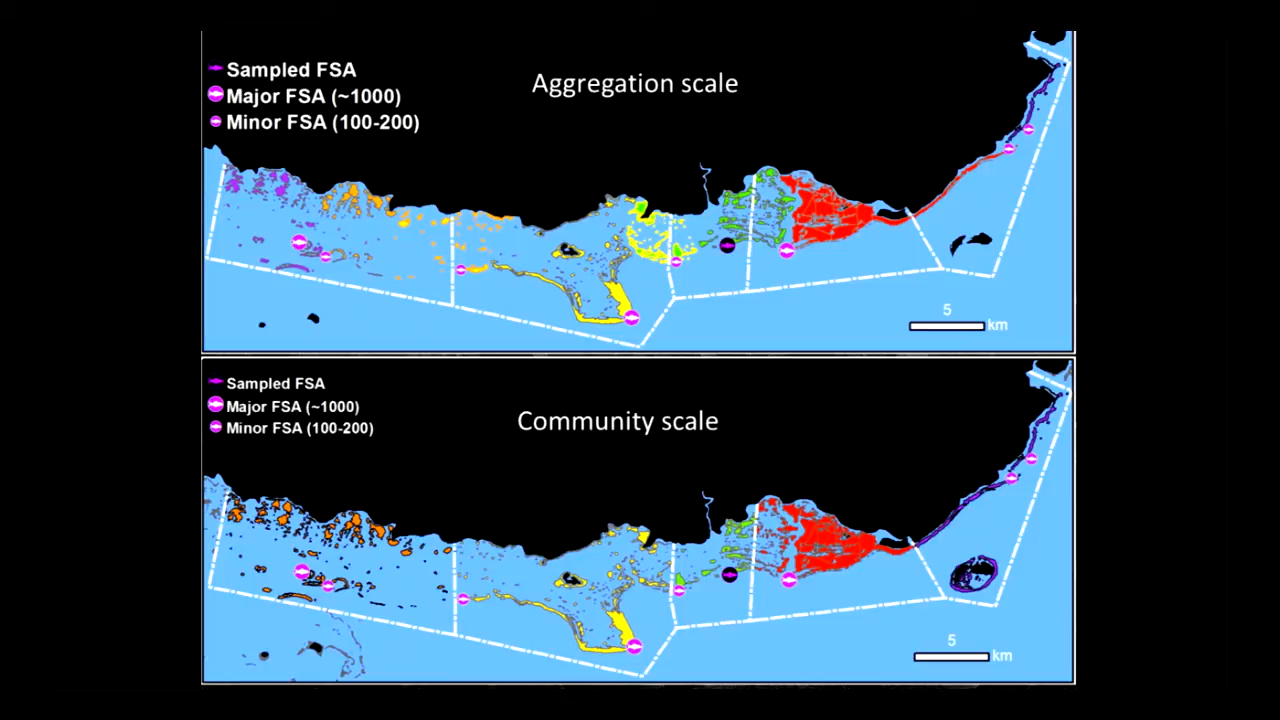 Sampled FSA
Major FSA (~1000)
Minor FSA (100-200)
Aggregation scale
5
km
Sampled FSA
Major FSA (~1000)
Minor FSA (100-200)
Community scale
5
km